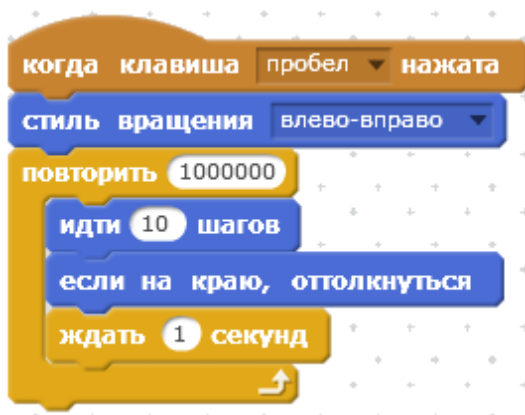 когда клавиша пробел нажата
стиль вращения влево-вправо
повторить 1000000
идти 10 шагов
если на краю, оттолкнуться
ждать 1 секунд